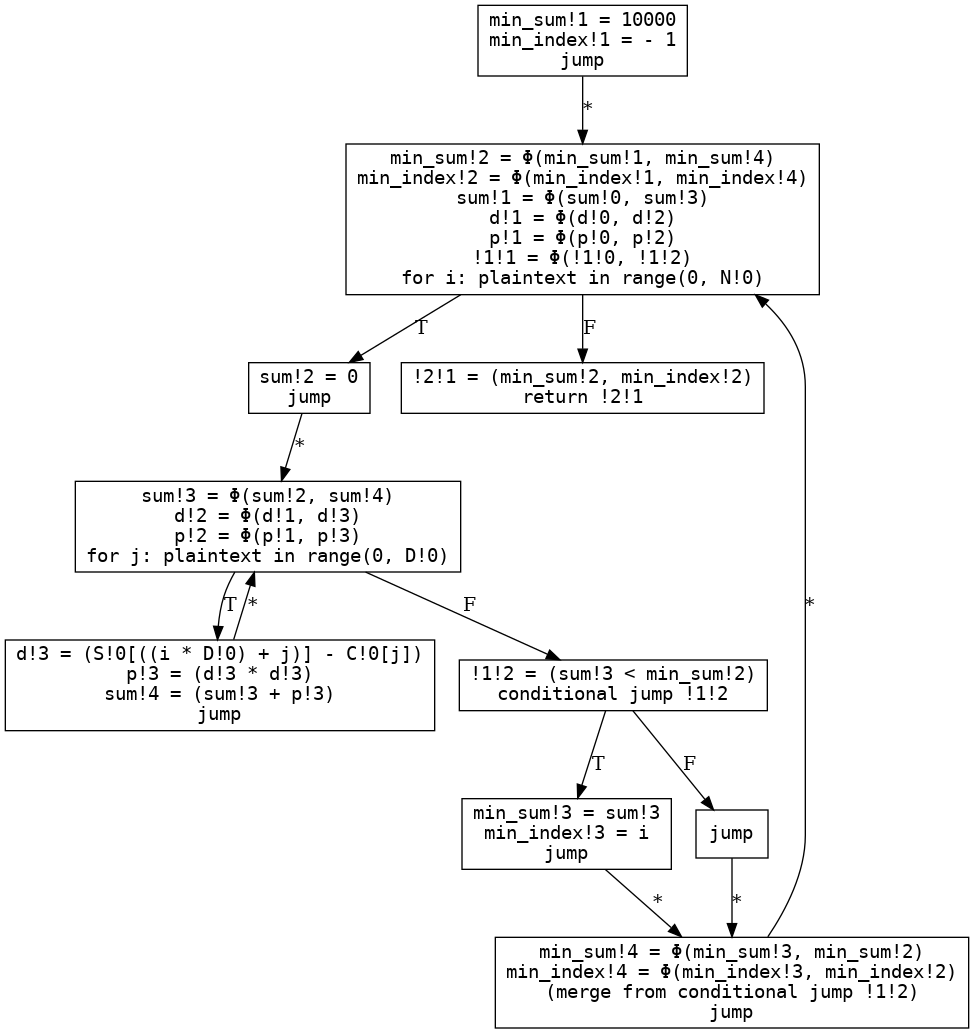 min_sum!1 = 10000
min_index!1 = - 1
jump
*
min_sum!2 = Φ(min_sum!1, min_sum!4)
min_index!2 = Φ(min_index!1, min_index!4)
sum!1 = Φ(sum!0, sum!3)
d!1 = Φ(d!0, d!2)
p!1 = Φ(p!0, p!2)
!1!1 = Φ(!1!0, !1!2)
for i: plaintext in range(0, N!0)
T
F
sum!2 = 0
jump
!2!1 = (min_sum!2, min_index!2)
return !2!1
*
sum!3 = Φ(sum!2, sum!4)
d!2 = Φ(d!1, d!3)
p!2 = Φ(p!1, p!3)
for j: plaintext in range(0, D!0)
T
*
F
*
d!3 = (S!0[((i * D!0) + j)] - C!0[j])
p!3 = (d!3 * d!3)
sum!4 = (sum!3 + p!3)
jump
!1!2 = (sum!3 < min_sum!2)
conditional jump !1!2
T
F
min_sum!3 = sum!3
min_index!3 = i
jump
jump
*
*
min_sum!4 = Φ(min_sum!3, min_sum!2)
min_index!4 = Φ(min_index!3, min_index!2)
(merge from conditional jump !1!2)
jump